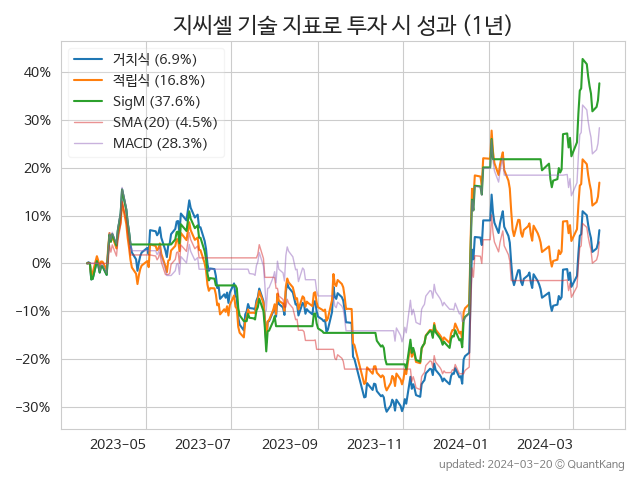 지씨셀 기술 지표로 투자 시 성과 (1년)
거치식 (6.9%)
적립식 (16.8%)
SigM (37.6%)
SMA(20) (4.5%)
MACD (28.3%)
40%
30%
20%
10%
0%
−10%
−20%
−30%
2023-05 2023-07 2023-09 2023-11 2024-01 2024-03
updated: 2024-03-20 © QuantKang